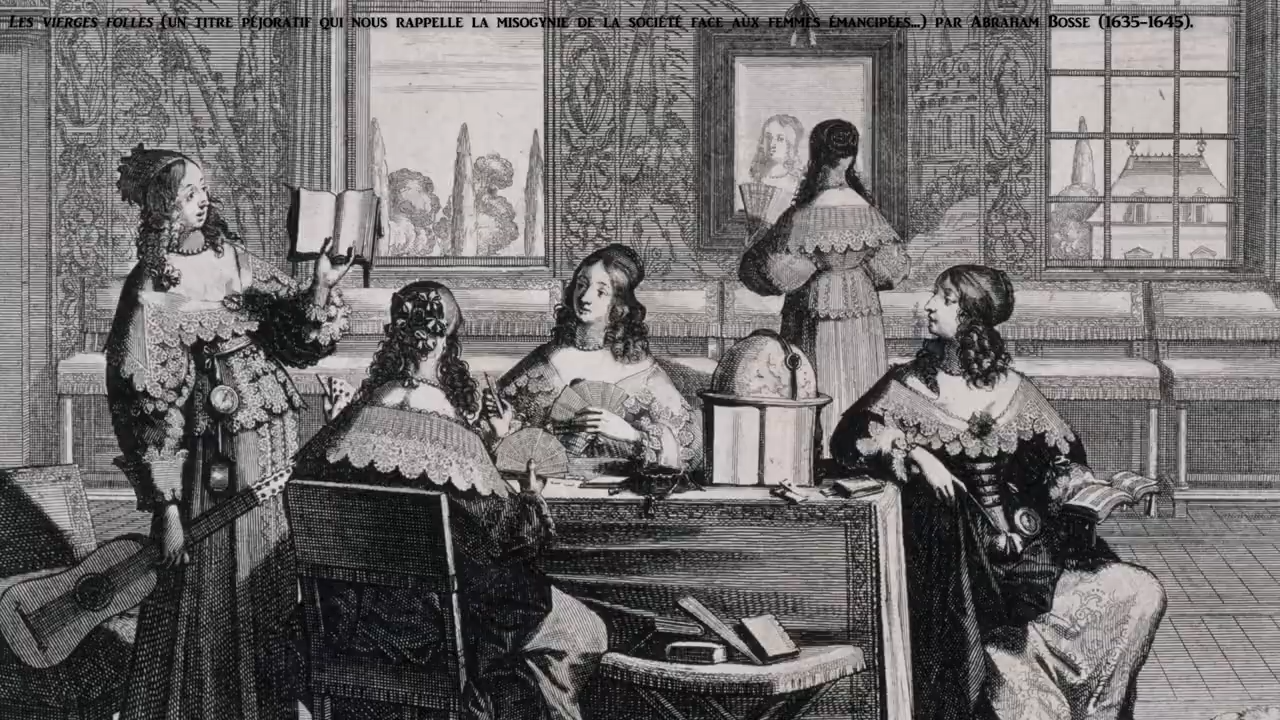 Les vierges folles (un titre péjoratif qui nous rappelle la misogynie de la société face aux femmes émancipées...) par Abraham Bosse (1635-1645).